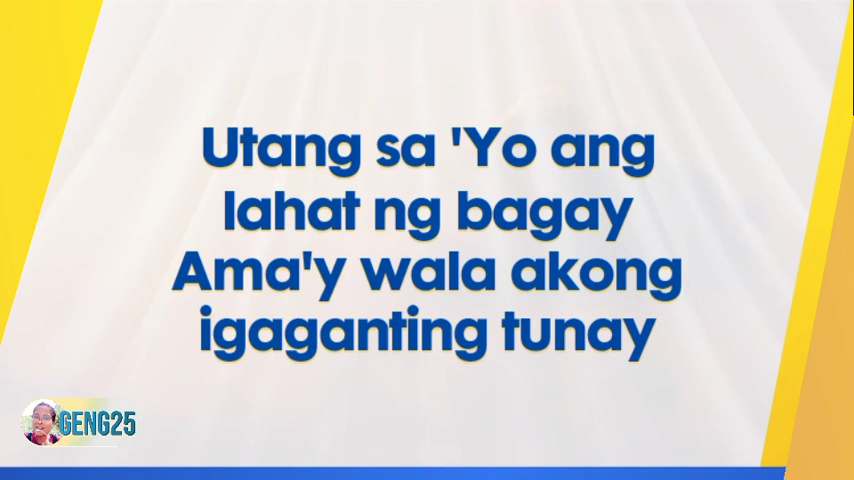 Utang sa 'Yo ang
lahat ng bagay
Ama'y wala akong
igaganting tunay
GENG25